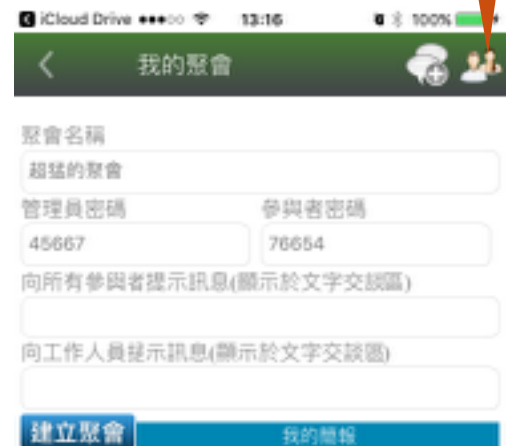 iCloud Drive 13:16 100%
我的聚會
聚會名稱
超猛的聚會
管理員密碼 參與者密碼
45667 76654
向所有參與者提示訊息(顯示於文字交談區)
向工作人員提示訊息(顯示於文字交談區)
建立聚會 我的簡報